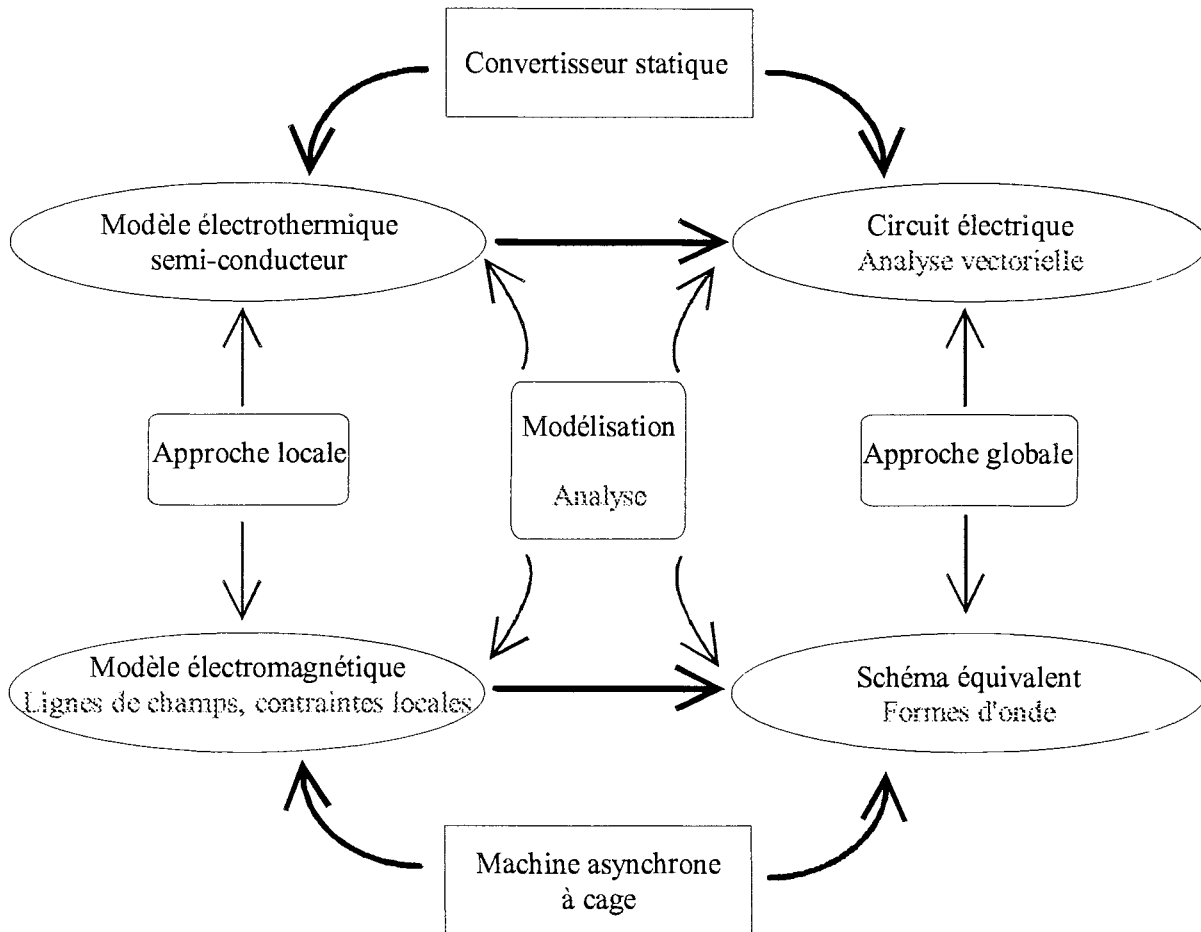 Convertisseur statique
Modèle électrothermique
semi-conducteur
Circuit électrique
Analyse vectorielle
Approche locale
Modélisation
Analyse
Approche globale
Modèle électromagnétique
Lignes de champs, contraintes locales
Schéma équivalent
Formes d'onde
Machine asynchrone
à cage